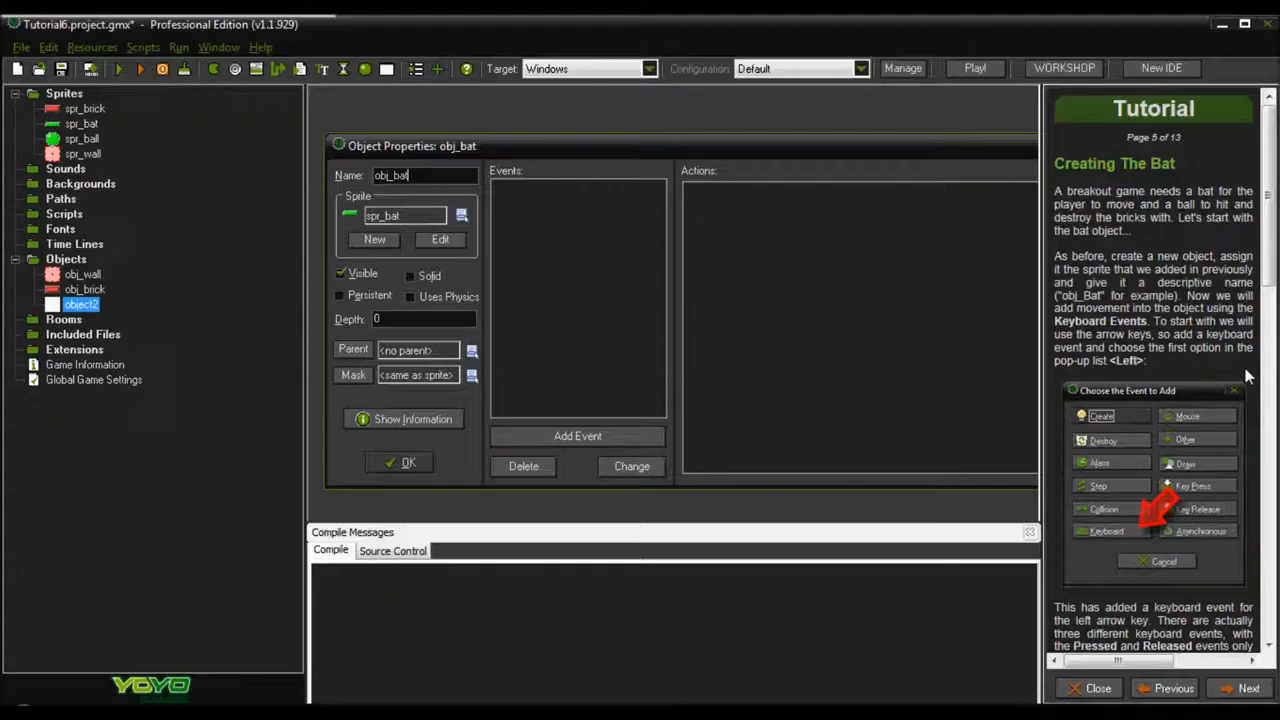 Tutorial6.project.gmx* - Professional Edition (v1.1.929)
File Edit Resources Scripts Run Window Help
Target: Windows Configuration: Default Manage Play! WORKSHOP New IDE
Sprites
spr_brick
spr_bat
spr_ball
spr_wall
Sounds
Backgrounds
Paths
Scripts
Fonts
Time Lines
Objects
obj_wall
obj_brick
object2
Rooms
Included Files
Extensions
Game Information
Global Game Settings
YOYO
Object Properties: obj_bat
Name: obj_bat
Sprite
spr_bat
New Edit
Visible Solid
Persistent Uses Physics
Depth: 0
Parent <no parent>
Mask <same as sprite>
Show Information
OK
Events:
Add Event
Delete Change
Actions:
Compile Messages
Compile Source Control
Tutorial
Page 5 of 13
Creating The Bat
A breakout game needs a bat for the
player to move and a ball to hit and
destroy the bricks with. Let's start with
the bat object...
As before, create a new object, assign
it the sprite that we added in previously
and give it a descriptive name
("obj_Bat" for example). Now we will
add movement into the object using the
Keyboard Events. To start with we will
use the arrow keys, so add a keyboard
event and choose the first option in the
pop-up list <Left>:
Choose the Event to Add
Create Mouse
Destroy Other
Alarm Draw
Step Key Press
Collision Key Release
Keyboard Asynchronous
Cancel
This has added a keyboard event for
the left arrow key. There are actually
three different keyboard events, with
the Pressed and Released events only
Close Previous Next